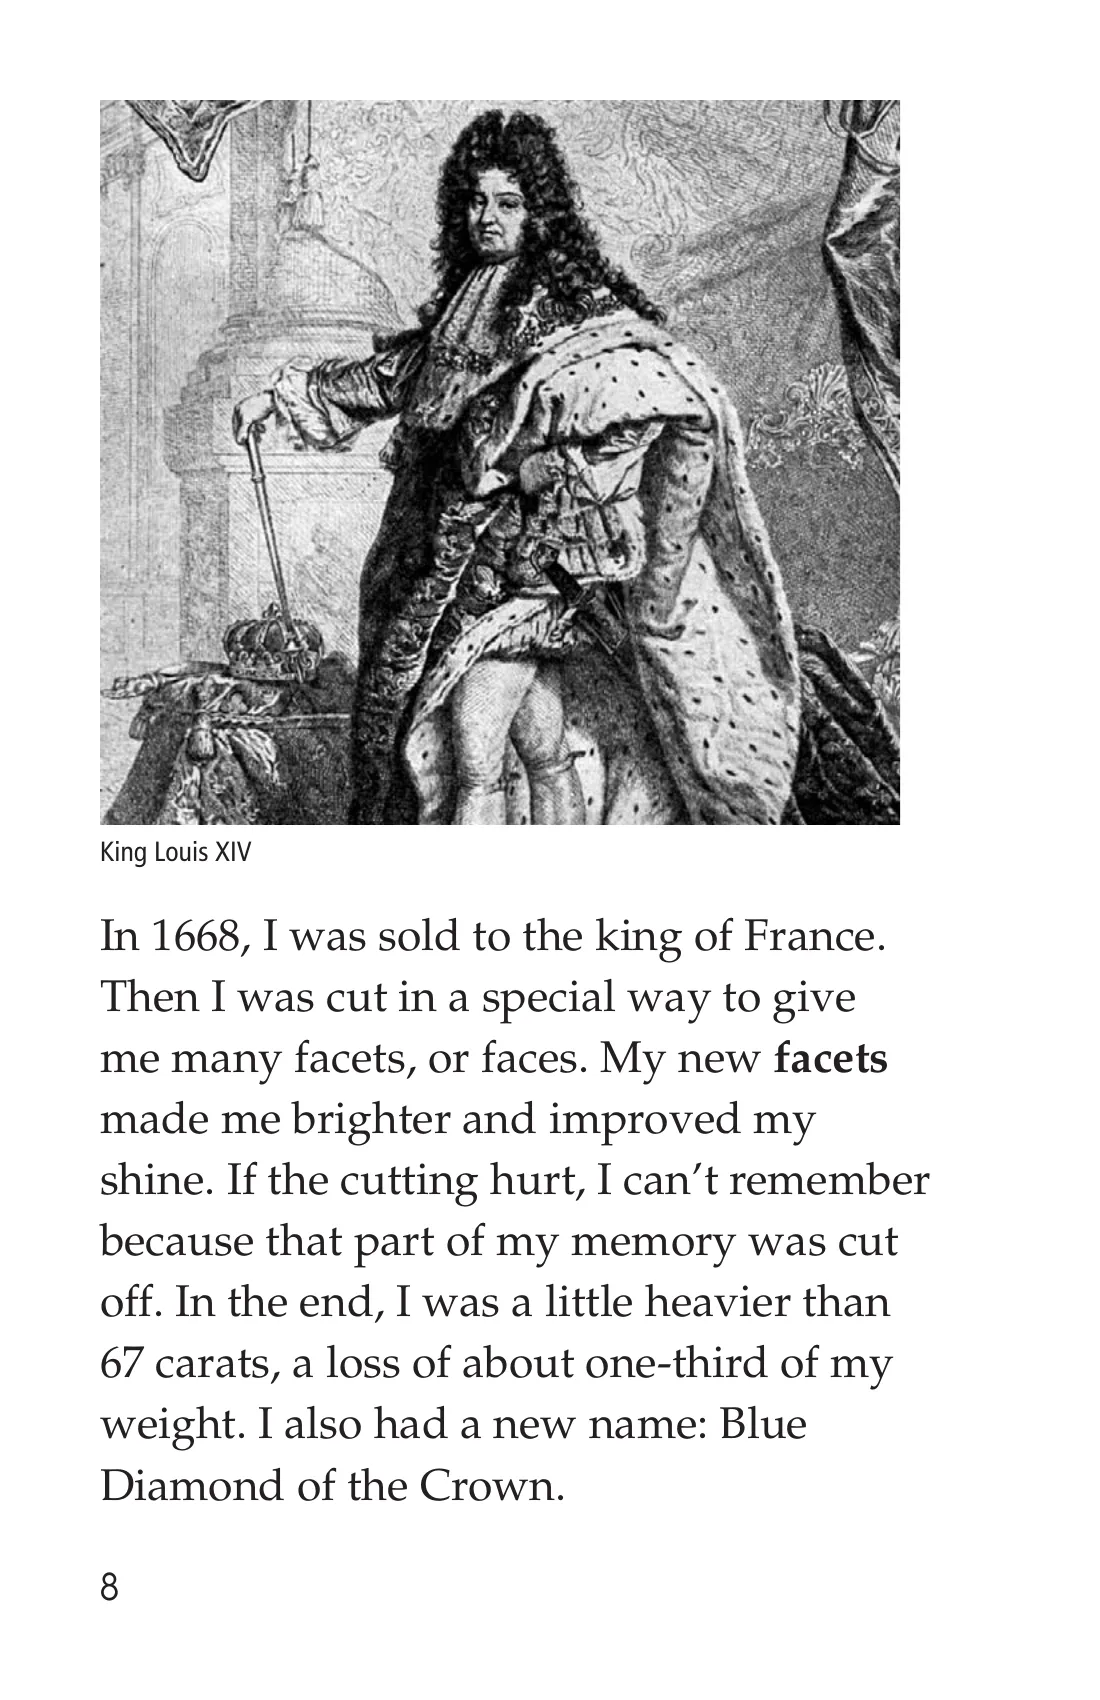 King Louis XIV
In 1668, I was sold to the king of France.
Then I was cut in a special way to give
me many facets, or faces. My new facets
made me brighter and improved my
shine. If the cutting hurt, I can’t remember
because that part of my memory was cut
off. In the end, I was a little heavier than
67 carats, a loss of about one-third of my
weight. I also had a new name: Blue
Diamond of the Crown.
8